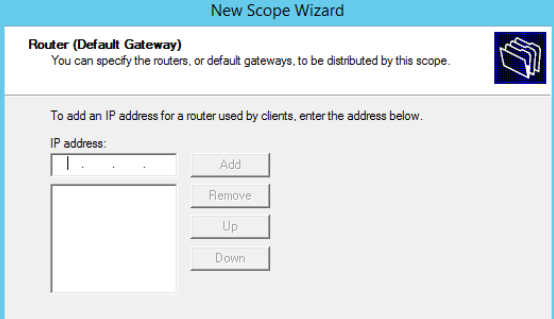 New Scope Wizard
Router (Default Gateway)
You can specify the routers, or default gateways, to be distributed by this scope.
To add an IP address for a router used by clients, enter the address below.
IP address:
. . .
Add
Remove
Up
Down